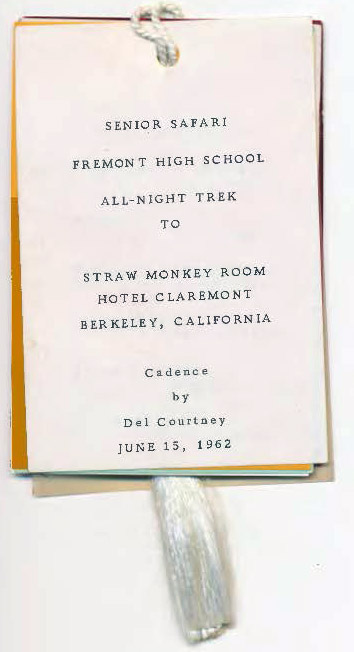 SENIOR SAFARI
FREMONT HIGH SCHOOL
ALL-NIGHT TREK
TO
STRAW MONKEY ROOM
HOTEL CLAREMONT
BERKELEY, CALIFORNIA
Cadence
by
Del Courtney
JUNE 15, 1962